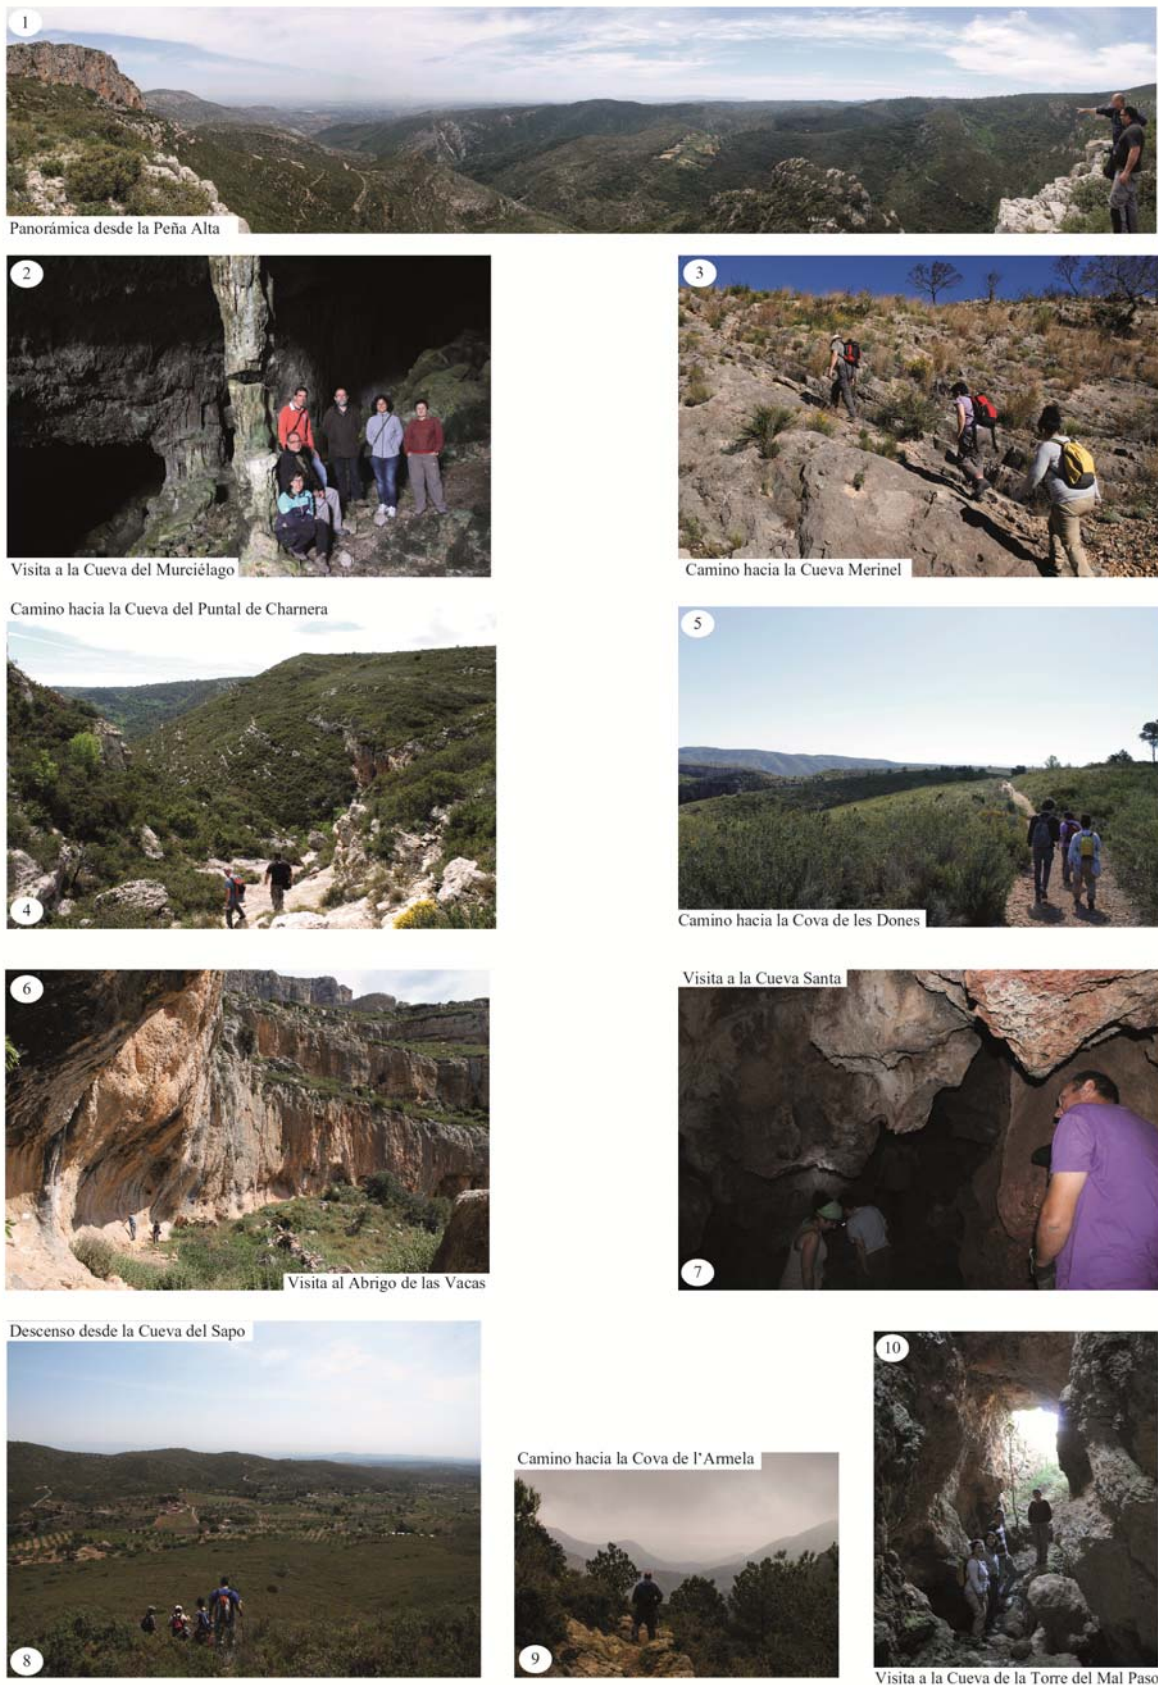 1
Panorámica desde la Peña Alta
2
Visita a la Cueva del Murciélago
3
Camino hacia la Cueva Merinel
Camino hacia la Cueva del Puntal de Charnera
4
5
Camino hacia la Cova de les Dones
6
Visita al Abrigo de las Vacas
Visita a la Cueva Santa
7
Descenso desde la Cueva del Sapo
8
Camino hacia la Cova de l'Armela
9
10
Visita a la Cueva de la Torre del Mal Paso